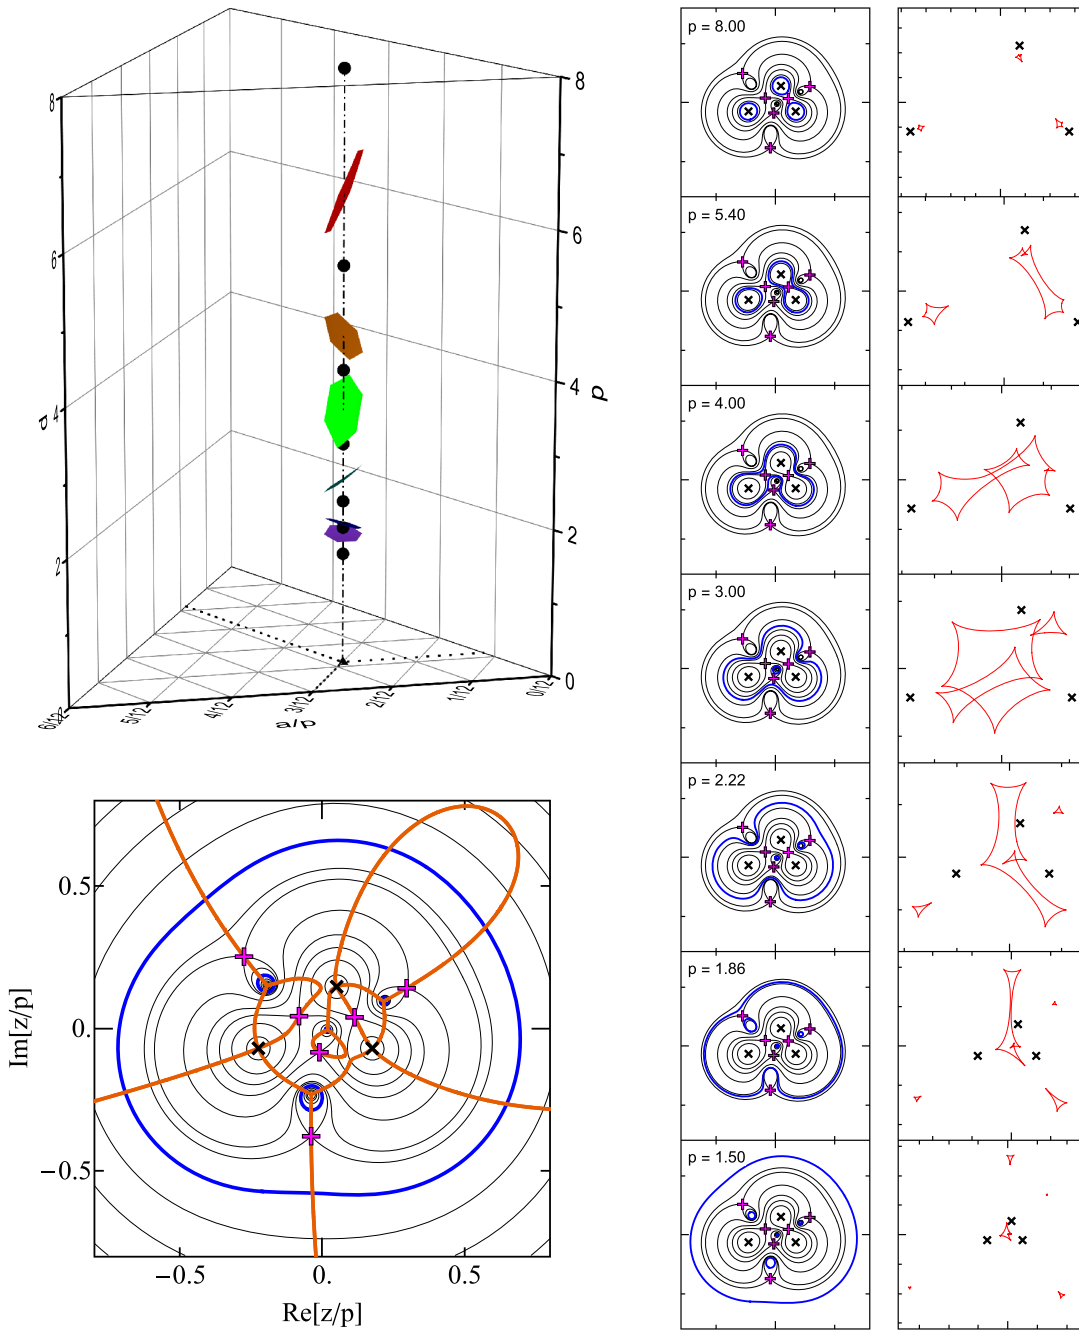 8
8
6
6
4
4
2
2
0
p
p
6/12
5/12
4/12
3/12
2/12
1/12
0/12
a/p
p = 8.00
p = 5.40
p = 4.00
p = 3.00
p = 2.22
p = 1.86
p = 1.50
0.5
0.
−0.5
Im[z/p]
−0.5
0.
0.5
Re[z/p]